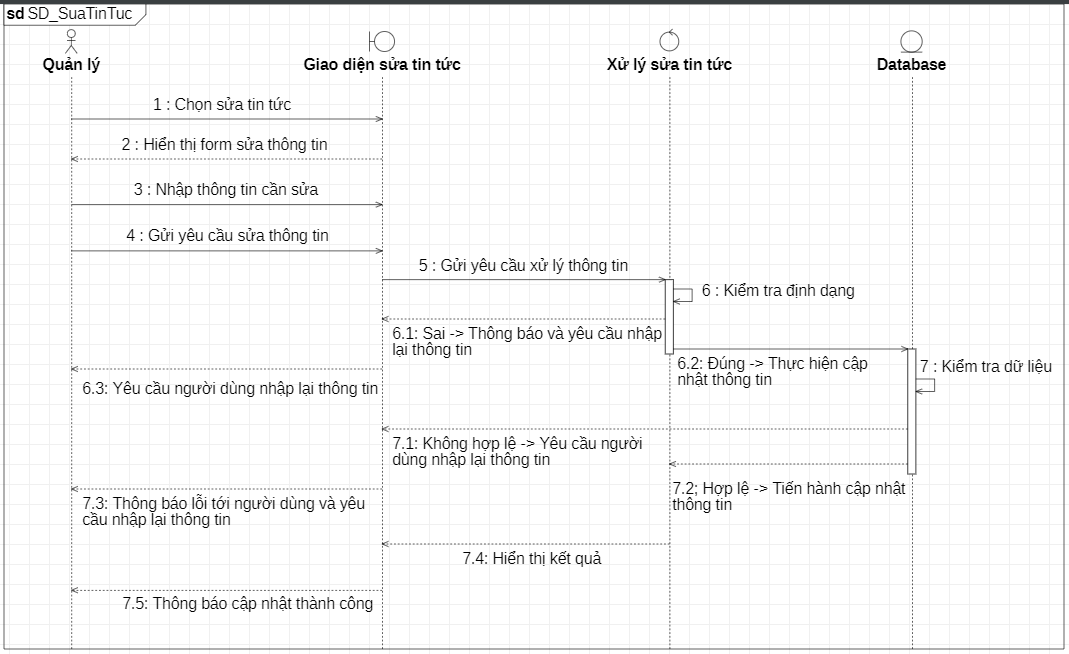 sd SD_SuaTinTuc
Quản lý
Giao diện sửa tin tức
Xử lý sửa tin tức
Database
1 : Chọn sửa tin tức
2 : Hiển thị form sửa thông tin
3 : Nhập thông tin cần sửa
4 : Gửi yêu cầu sửa thông tin
5 : Gửi yêu cầu xử lý thông tin
6 : Kiểm tra định dạng
6.1: Sai -> Thông báo và yêu cầu nhập
lại thông tin
6.2: Đúng -> Thực hiện cập
nhật thông tin
7 : Kiểm tra dữ liệu
6.3: Yêu cầu người dùng nhập lại thông tin
7.1: Không hợp lệ -> Yêu cầu người
dùng nhập lại thông tin
7.2; Hợp lệ -> Tiến hành cập nhật
thông tin
7.3: Thông báo lỗi tới người dùng và yêu
cầu nhập lại thông tin
7.4: Hiển thị kết quả
7.5: Thông báo cập nhật thành công